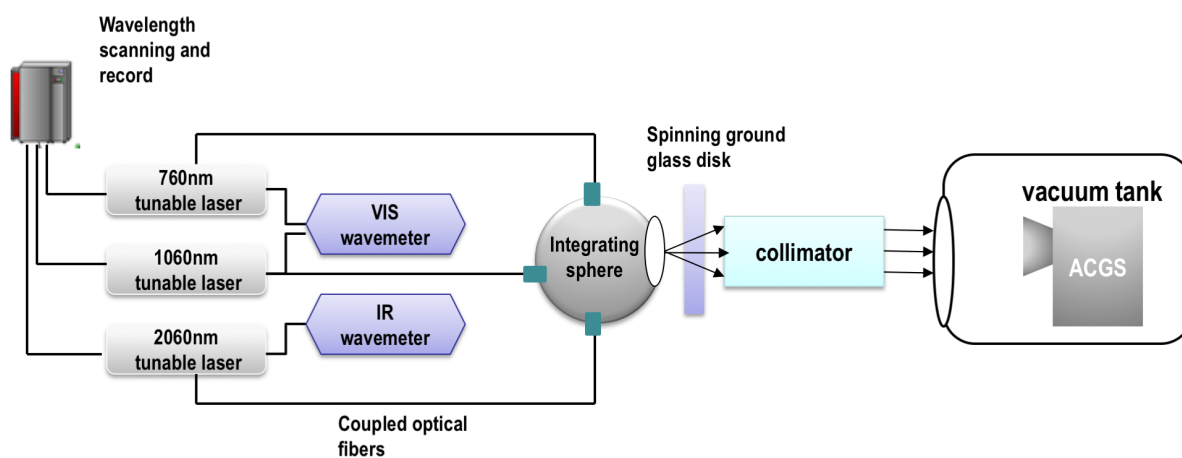 Wavelength
scanning and
record
760nm
tunable laser
1060nm
tunable laser
2060nm
tunable laser
VIS
wavemeter
IR
wavemeter
Coupled optical
fibers
Integrating
sphere
Spinning ground
glass disk
collimator
vacuum tank
ACGS